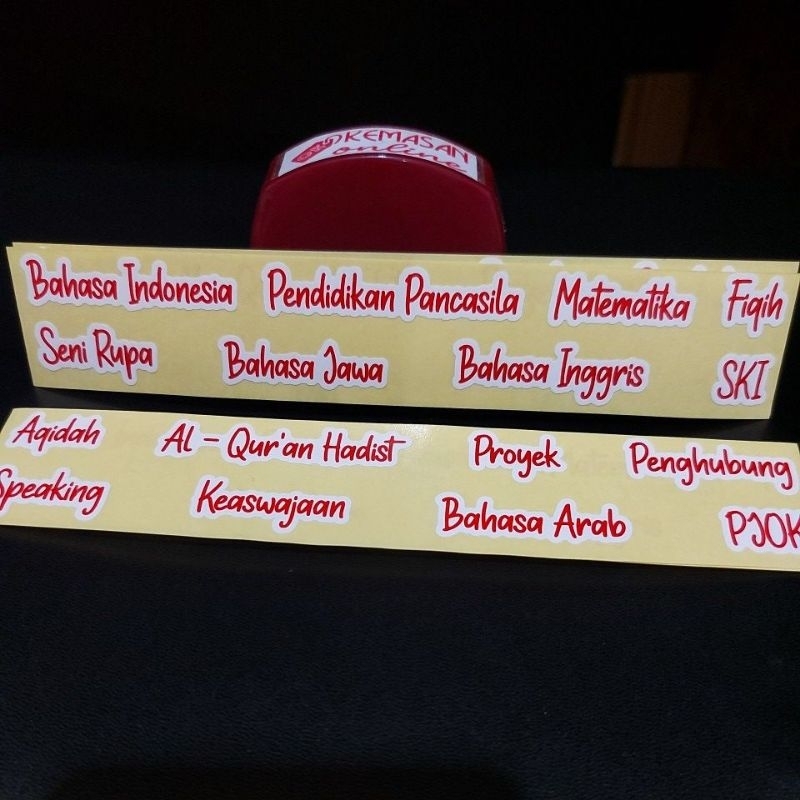 KEMASAN
online
Bahasa Indonesia Pendidikan Pancasila Matematika Fiqih
Seni Rupa Bahasa Jawa Bahasa Inggris SKI
Aqidah Al - Qur'an Hadist Proyek Penghubung
Speaking Keaswajaan Bahasa Arab PJOK